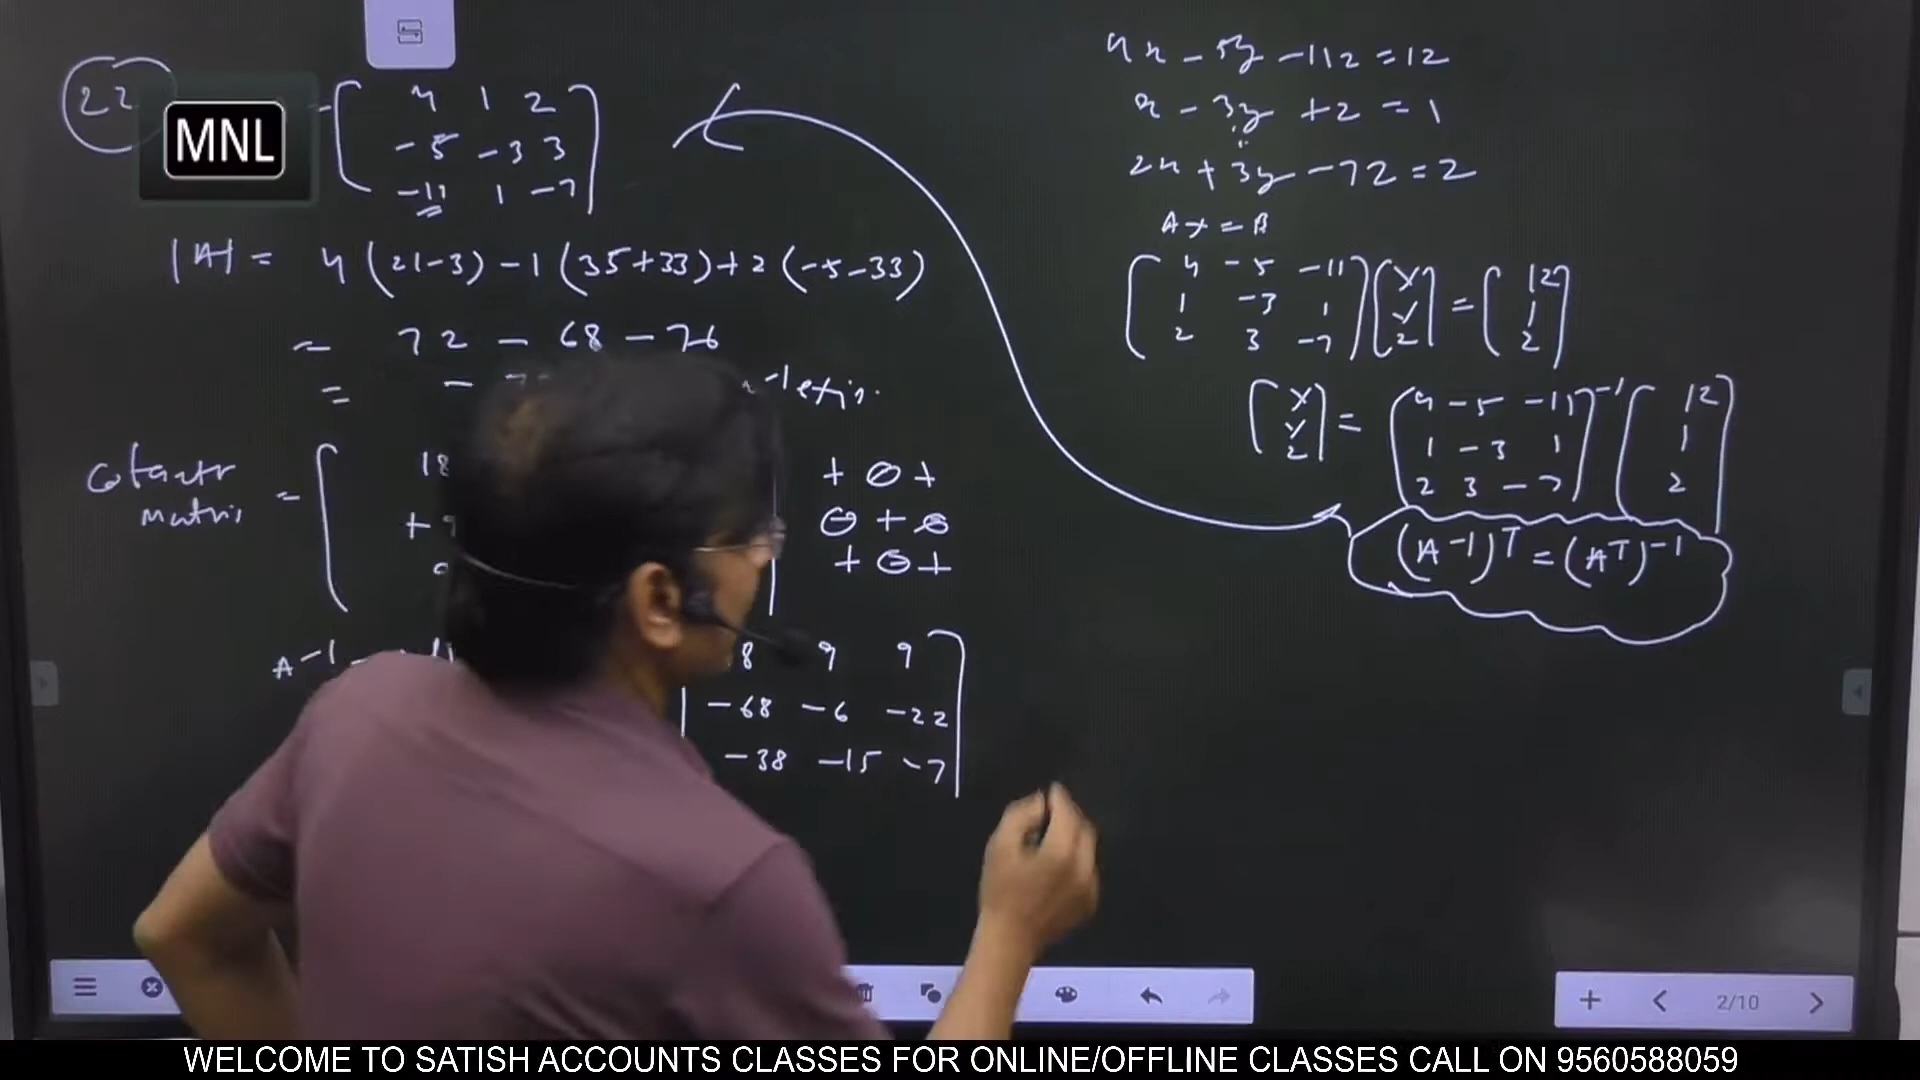 22
MNL
[ 4 1 2
-5 -3 3
-11 1 -7 ]
|A| = 4 (21-3) -1 (35+33) + 2 (-5-33)
= 72 - 68 - 76
= -
Cofactor
Matrix = [
18
+9
+ ⊖ +
⊖ + ⊖
+ ⊖ +
A-1
8 9 9
-68 -6 -22
-38 -15 -7
4x - 5y - 11z = 12
x - 3y + z = 1
2x + 3y - 7z = 2
Ax = B
[ 4 -5 -11 ] [ x ] = [ 12 ]
1 -3 1 y 1
2 3 -7 z 2
[ x ] = [ 4 -5 -11 ]-1 [ 12 ]
y 1 -3 1 1
z 2 3 -7 2
(A-1)T = (AT)-1
2/10
WELCOME TO SATISH ACCOUNTS CLASSES FOR ONLINE/OFFLINE CLASSES CALL ON 9560588059